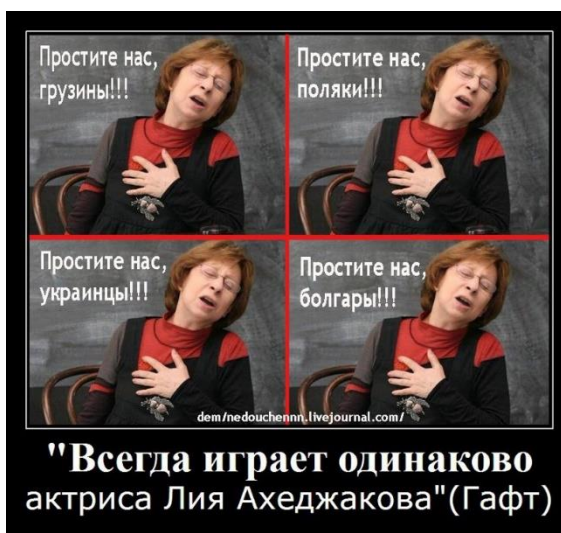 Простите нас,
грузины!!!
Простите нас,
поляки!!!
Простите нас,
украинцы!!!
Простите нас,
болгары!!!
dem/nedouchennn.livejournal.com/
"Всегда играет одинаково
актриса Лия Ахеджакова"(Гафт)